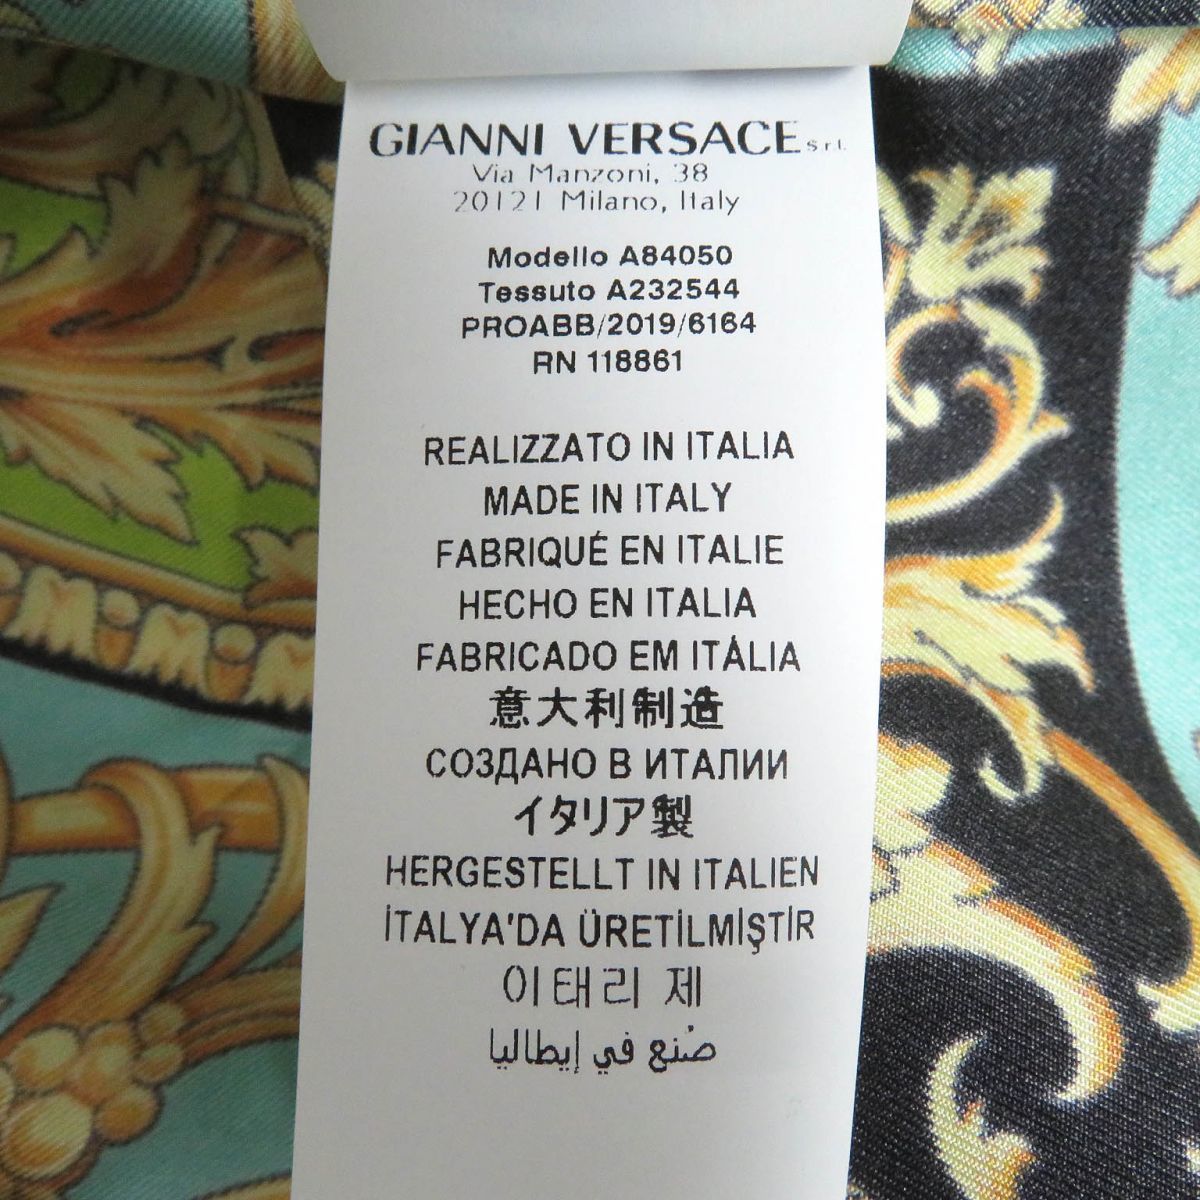 GIANNI VERSACE S.r.l.
Via Manzoni, 38
20121 Milano, Italy
Modello A84050
Tessuto A232544
PROABB/2019/6164
RN 118861
REALIZZATO IN ITALIA
MADE IN ITALY
FABRIQUÉ EN ITALIE
HECHO EN ITALIA
FABRICADO EM ITÁLIA
意大利制造
СОЗДАНО В ИТАЛИИ
イタリア製
HERGESTELLT IN ITALIEN
İTALYA'DA ÜRETİLMİŞTİR
이태리 제
صُنع في إيطاليا